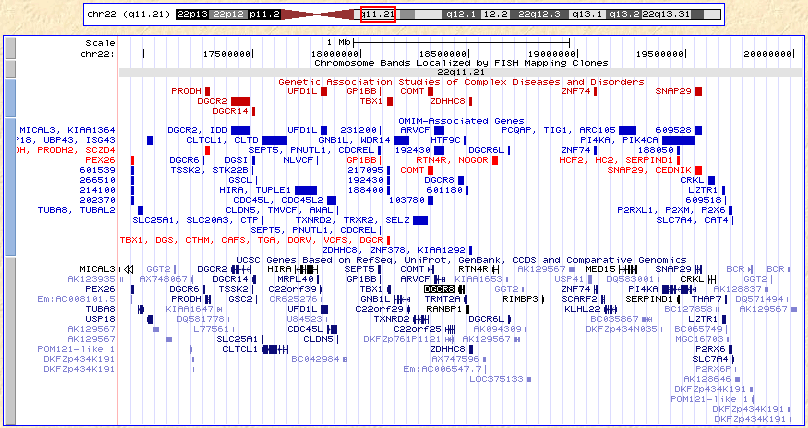 chr22 (q11.21) 22p13 22p12 p11.2 q11.21 q12.1 12.2 22q12.3 q13.1 q13.2 22q13.31
Scale 1 Mb
chr22: 17500000 18000000 18500000 19000000 19500000 20000000
Chromosome Bands Localized by FISH Mapping Clones
22q11.21
Genetic Association Studies of Complex Diseases and Disorders
PRODH UFD1L GP1BB COMT ZNF74 SNAP29
DGCR2 TBX1 ZDHHC8
DGCR14
OMIM-Associated Genes
MICAL3, KIAA1364 DGCR2, IDD UFD1L 231200 ARVCF PCQAP, TIG1, ARC105 609528
P18, UBP43, ISG43 CLTCL1, CLTD GNB1L, WDR14 HTF9C PI4KA, PIK4CA
DH, PRODH2, SCZD4 SEPT5, PNUTL1, CDCREL 192430 DGCR6L ZNF74 188050
PEX26 DGCR6 DGSI NLVCF GP1BB RTN4R, NOGOR HCF2, HC2, SERPIND1
601539 TSSK2, STK22B 217095 COMT SNAP29, CEDNIK
266510 GSCL 192430 DGCR8 CRKL
214100 HIRA, TUPLE1 188400 601180 LZTR1
202370 CDC45L, CDC45L2 103780 609518
TUBA8, TUBAL2 CLDN5, TMVCF, AWAL P2RXL1, P2XM, P2X6
SLC25A1, SLC20A3, CTP TXNRD2, TRXR2, SELZ SLC7A4, CAT4
SEPT5, PNUTL1, CDCREL
TBX1, DGS, CTHM, CAFS, TGA, DORV, VCFS, DGCR
ZDHHC8, ZNF378, KIAA1292
UCSC Genes Based on RefSeq, UniProt, GenBank, CCDS and Comparative Genomics
MICAL3 GGT2 DGCR2 HIRA SEPT5 COMT RTN4R AK129567 MED15 SNAP29 BCR BCR
AK123935 AX748067 DGCR14 MRPL40 GP1BB ARVCF KIAA1653 USP41 DQ583001 CRKL GGT2
PEX26 DGCR6 TSSK2 C22orf39 TBX1 DGCR8 GGT2 ZNF74 PI4KA AK128837
Em:AC008101.5 PRODH GSC2 CR625276 GNB1L TRMT2A RIMBP3 SCARF2 SERPIND1 THAP7 DQ571494
TUBA8 KIAA1647 UFD1L C22orf29 RANBP1 KLHL22 BC127858 AK129567
USP18 DQ581778 U84523 TXNRD2 DGCR6L BC035867 LZTR1
AK129567 L77561 CDC45L C22orf25 AK094309 DKFZp434N035 BC065749
AK129567 SLC25A1 CLDN5 DKFZp761P1121 AK129567 MGC16703
POM121-like 1 CLTCL1 ZDHHC8 P2RX6
DKFZp434K191 BC042984 AX747596 SLC7A4
DKFZp434K191 Em:AC006547.7 P2RX6P
LOC375133 AK128646
DKFZp434K191
POM121-like 1
DKFZp434K191
DKFZp434K191